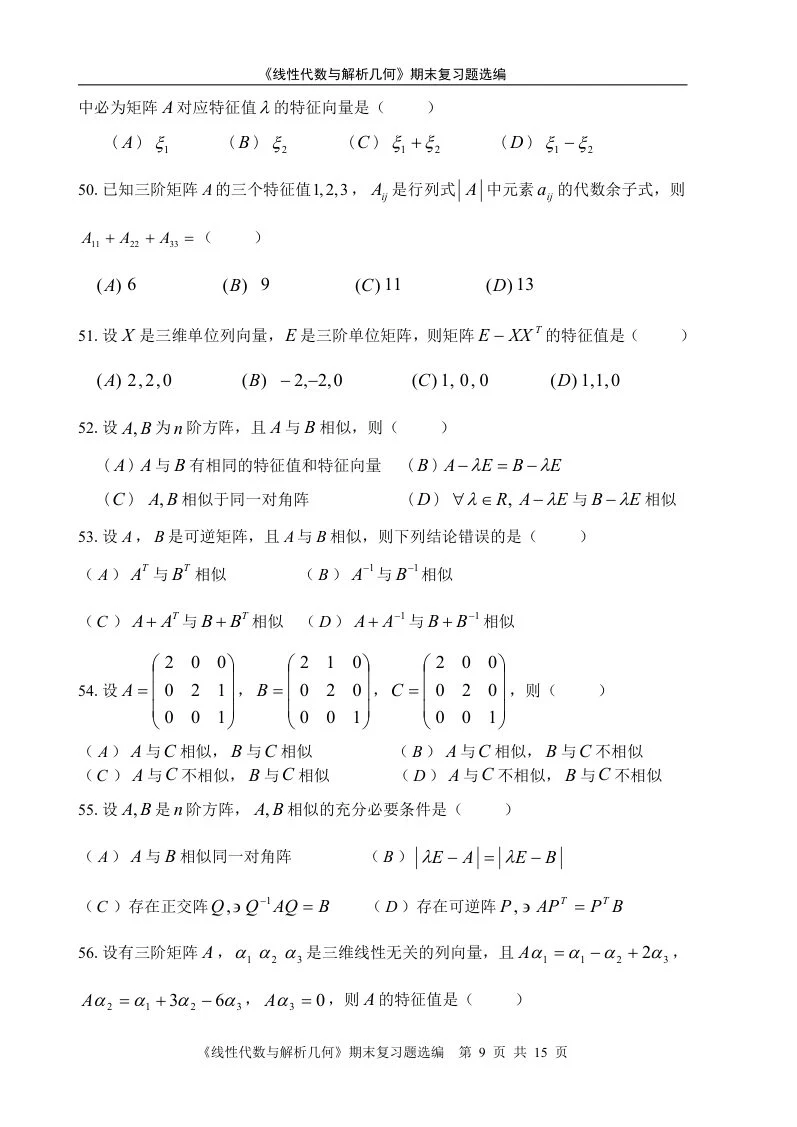 《线性代数与解析几何》期末复习题选编
中必为矩阵 A 对应特征值 λ 的特征向量是（　　）
（A） ξ₁　（B） ξ₂　（C） ξ₁ + ξ₂　（D） ξ₁ − ξ₂
50. 已知三阶矩阵 A 的三个特征值1, 2, 3， Aᵢⱼ 是行列式 |A| 中元素 aᵢⱼ 的代数余子式，则
A₁₁ + A₂₂ + A₃₃ =（　　）
(A) 6　(B) 9　(C) 11　(D) 13
51. 设 X 是三维单位列向量，E 是三阶单位矩阵，则矩阵 E − XXᵀ 的特征值是（　　）
(A) 2, 2, 0　(B) − 2,−2, 0　(C) 1, 0, 0　(D) 1,1,0
52. 设 A, B 为 n 阶方阵，且 A 与 B 相似，则（　　）
（A）A 与 B 有相同的特征值和特征向量　（B）A − λE = B − λE
（C） A, B 相似于同一对角阵　（D） ∀λ ∈ R, A − λE 与 B − λE 相似
53. 设 A， B 是可逆矩阵，且 A 与 B 相似，则下列结论错误的是（　　）
（A） Aᵀ 与 Bᵀ 相似　（B） A⁻¹ 与 B⁻¹ 相似
（C） A + Aᵀ 与 B + Bᵀ 相似　（D） A + A⁻¹ 与 B + B⁻¹ 相似
54. 设 A = (2 0 0; 0 2 1; 0 0 1)， B = (2 1 0; 0 2 0; 0 0 1)， C = (2 0 0; 0 2 0; 0 0 1)，则（　　）
（A） A 与 C 相似，B 与 C 相似　（B） A 与 C 相似，B 与 C 不相似
（C） A 与 C 不相似，B 与 C 相似　（D） A 与 C 不相似，B 与 C 不相似
55. 设 A, B 是 n 阶方阵， A, B 相似的充分必要条件是（　　）
（A） A 与 B 相似同一对角阵　（B） |λE − A| = |λE − B|
（C）存在正交阵 Q, ∍ Q⁻¹AQ = B　（D）存在可逆阵 P, ∍ APᵀ = PᵀB
56. 设有三阶矩阵 A， α₁ α₂ α₃ 是三维线性无关的列向量，且 Aα₁ = α₁ − α₂ + 2α₃，
Aα₂ = α₁ + 3α₂ − 6α₃， Aα₃ = 0，则 A 的特征值是（　　）
《线性代数与解析几何》期末复习题选编　第 9 页 共 15 页